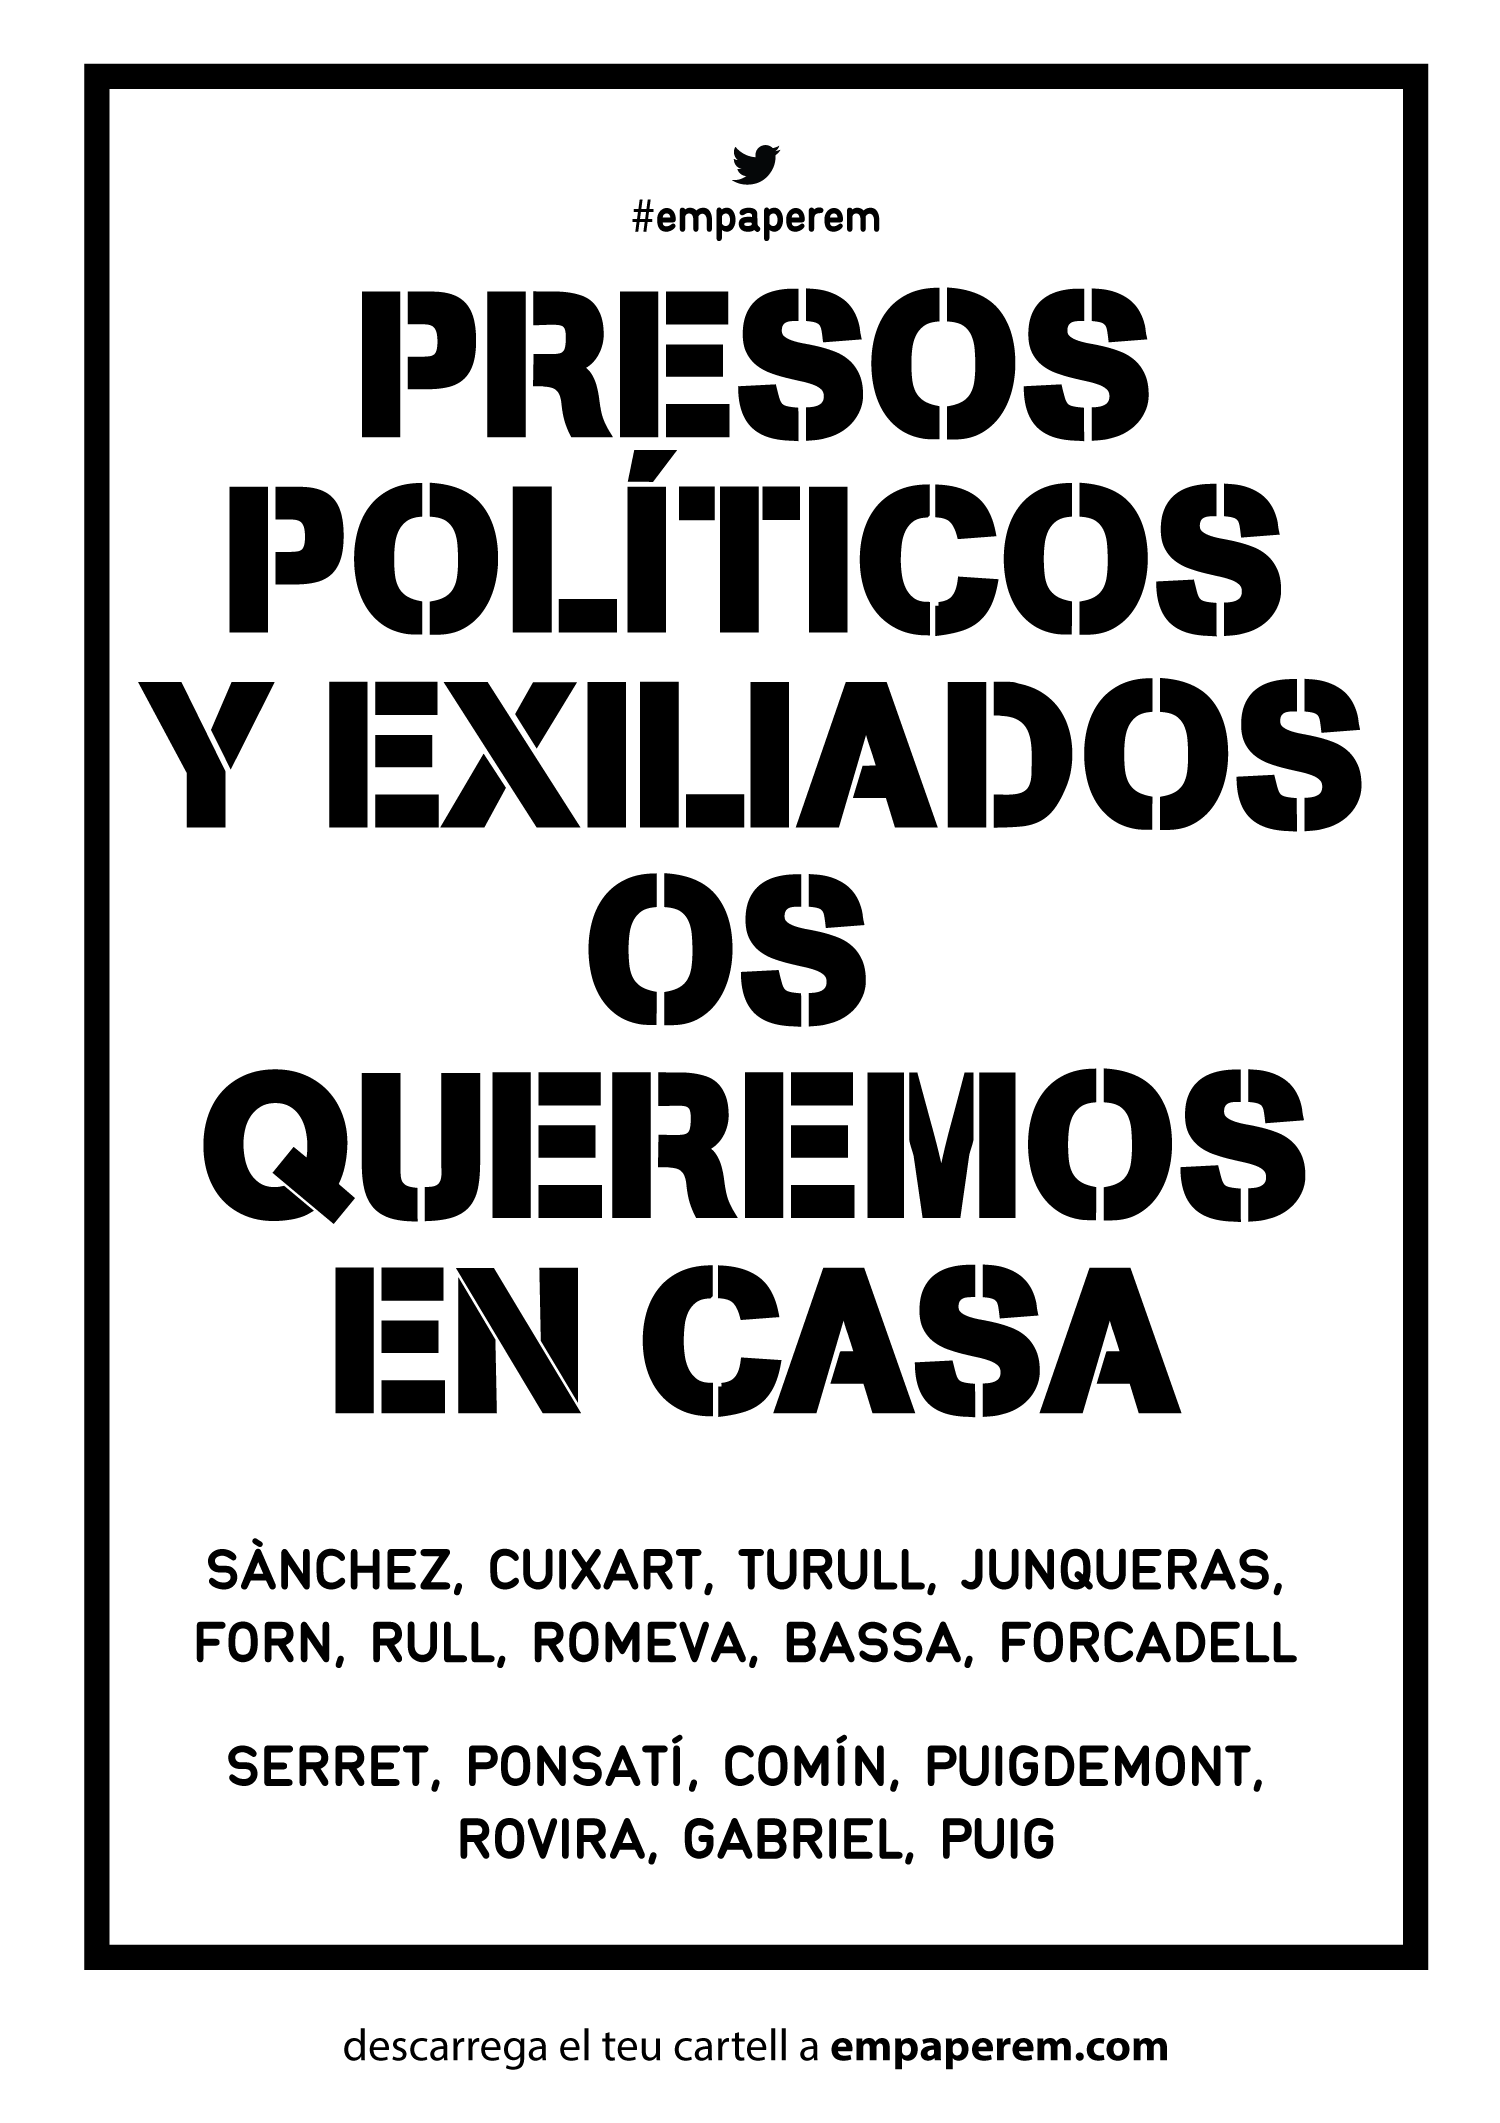 #empaperem
PRESOS
POLÍTICOS
Y EXILIADOS
OS
QUEREMOS
EN CASA
SÀNCHEZ, CUIXART, TURULL, JUNQUERAS,
FORN, RULL, ROMEVA, BASSA, FORCADELL
SERRET, PONSATÍ, COMÍN, PUIGDEMONT,
ROVIRA, GABRIEL, PUIG
descarrega el teu cartell a empaperem.com